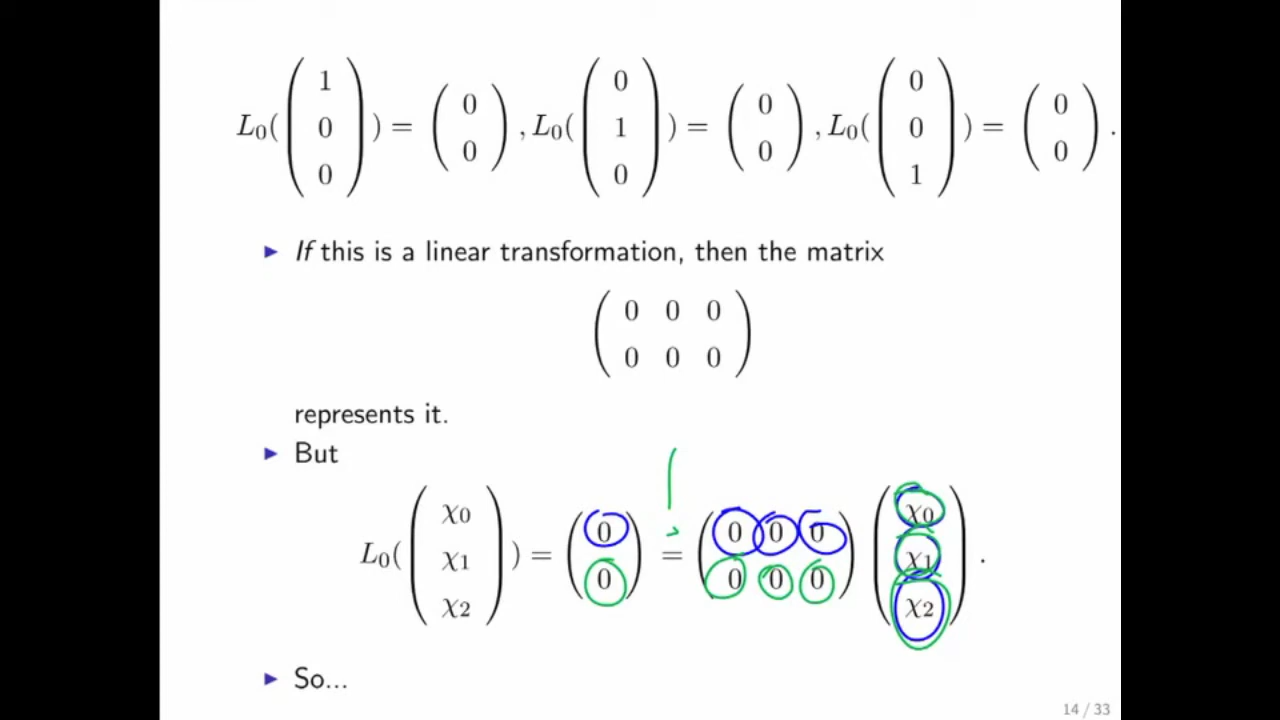 L₀( ( 1 0 0 ) ) = ( 0 0 ) , L₀( ( 0 1 0 ) ) = ( 0 0 ) , L₀( ( 0 0 1 ) ) = ( 0 0 ) .
▶ If this is a linear transformation, then the matrix
0 0 0
0 0 0
represents it.
▶ But
L₀( ( χ₀ χ₁ χ₂ ) ) = ( 0 0 ) = ( 0 0 0 0 0 0 ) ( χ₀ χ₁ χ₂ ) .
▶ So...
14 / 33